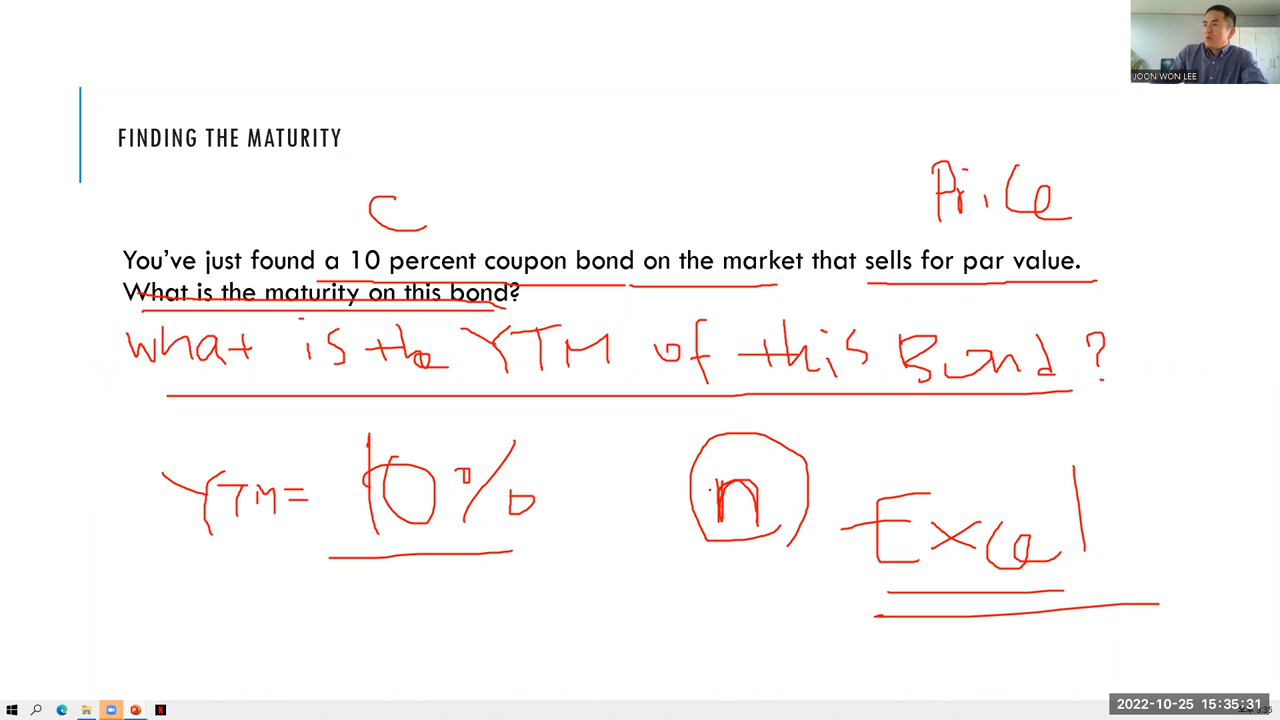 JOON WON LEE
FINDING THE MATURITY
C
Price
You've just found a 10 percent coupon bond on the market that sells for par value.
What is the maturity on this bond?
What is the YTM of this Bond?
YTM= 10%
n
Excel
2022-10-25 15:35:31